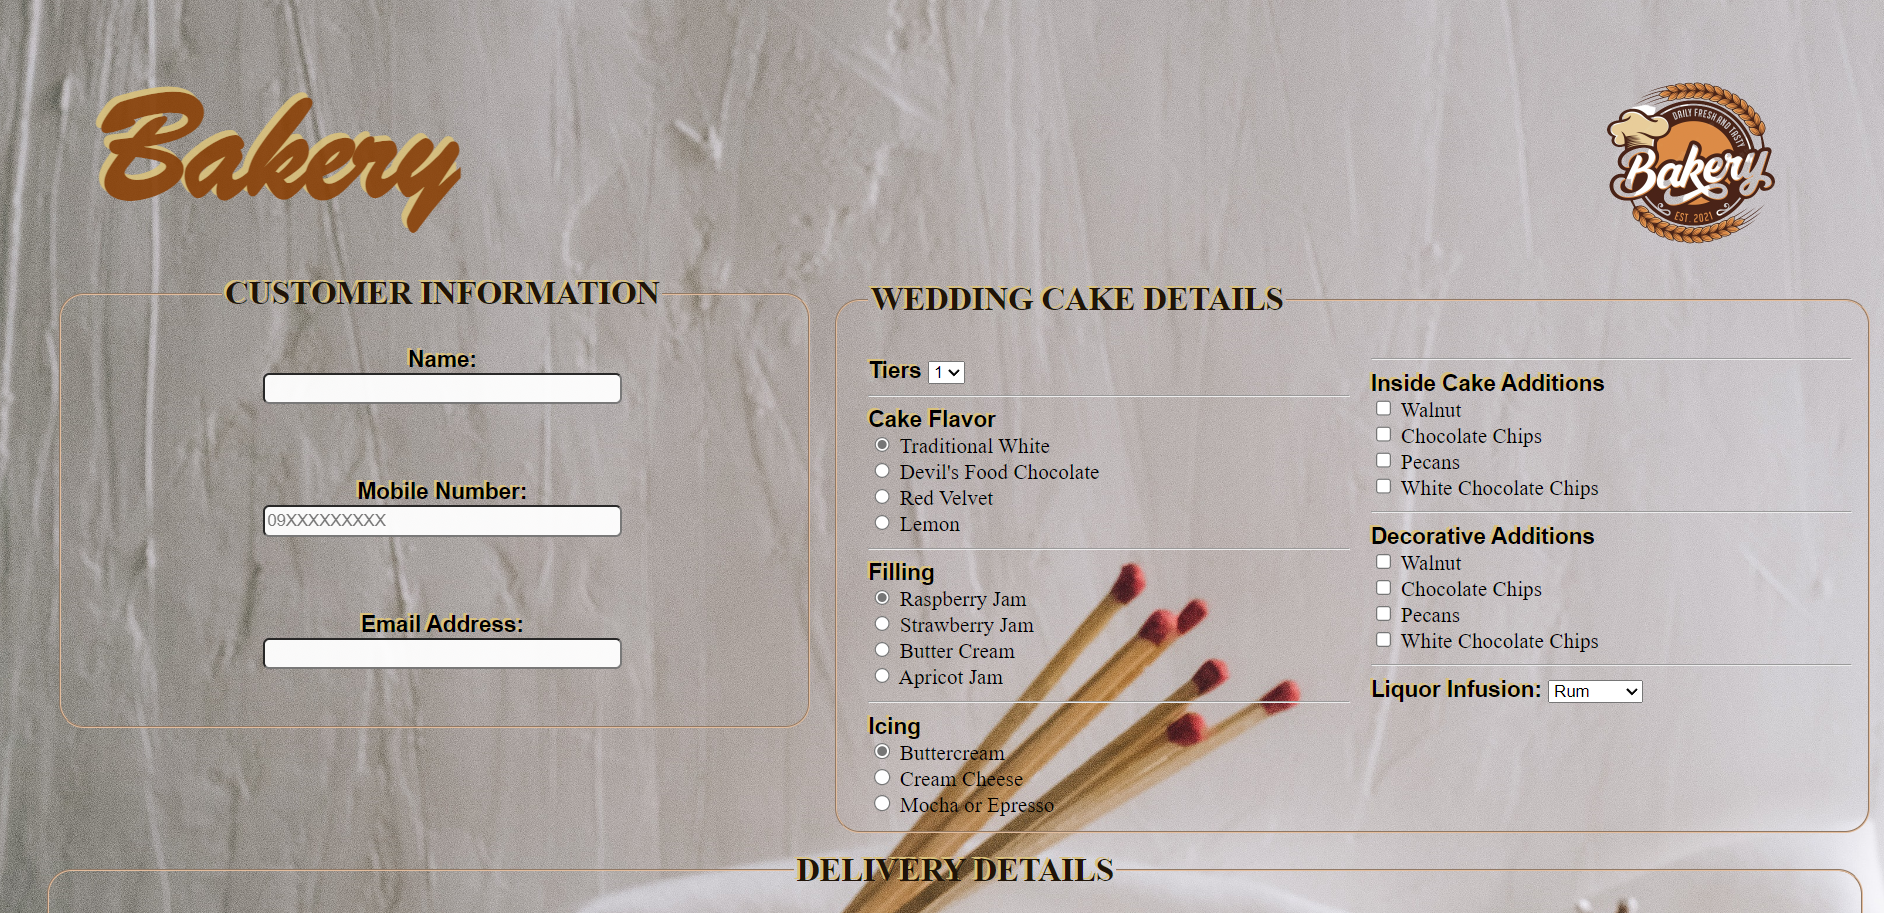 Bakery
DAILY FRESH AND TASTY
Bakery
EST. 2021
CUSTOMER INFORMATION
Name:
Mobile Number:
09XXXXXXXXX
Email Address:
WEDDING CAKE DETAILS
Tiers 1
Cake Flavor
Traditional White
Devil's Food Chocolate
Red Velvet
Lemon
Filling
Raspberry Jam
Strawberry Jam
Butter Cream
Apricot Jam
Icing
Buttercream
Cream Cheese
Mocha or Epresso
Inside Cake Additions
Walnut
Chocolate Chips
Pecans
White Chocolate Chips
Decorative Additions
Walnut
Chocolate Chips
Pecans
White Chocolate Chips
Liquor Infusion: Rum
DELIVERY DETAILS